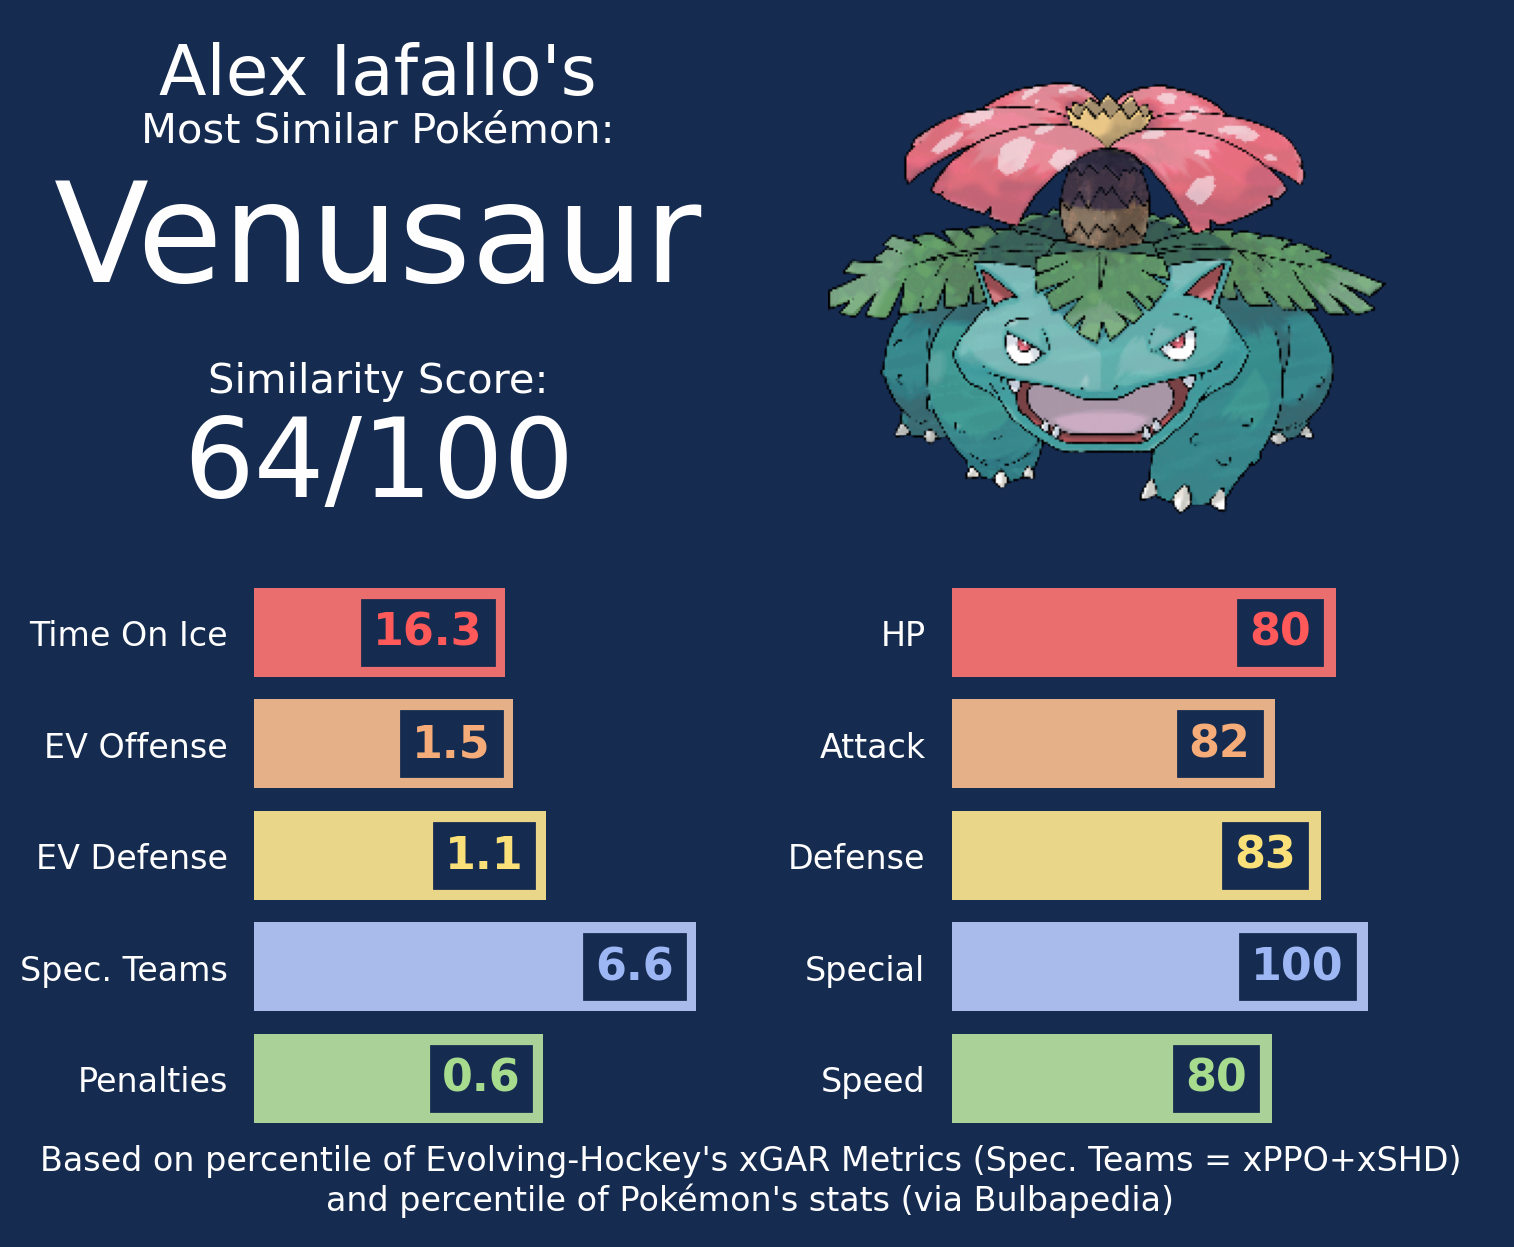 Alex Iafallo's
Most Similar Pokémon:
Venusaur
Similarity Score:
64/100
Time On Ice 16.3
EV Offense 1.5
EV Defense 1.1
Spec. Teams 6.6
Penalties 0.6
HP 80
Attack 82
Defense 83
Special 100
Speed 80
Based on percentile of Evolving-Hockey's xGAR Metrics (Spec. Teams = xPPO+xSHD)
and percentile of Pokémon's stats (via Bulbapedia)